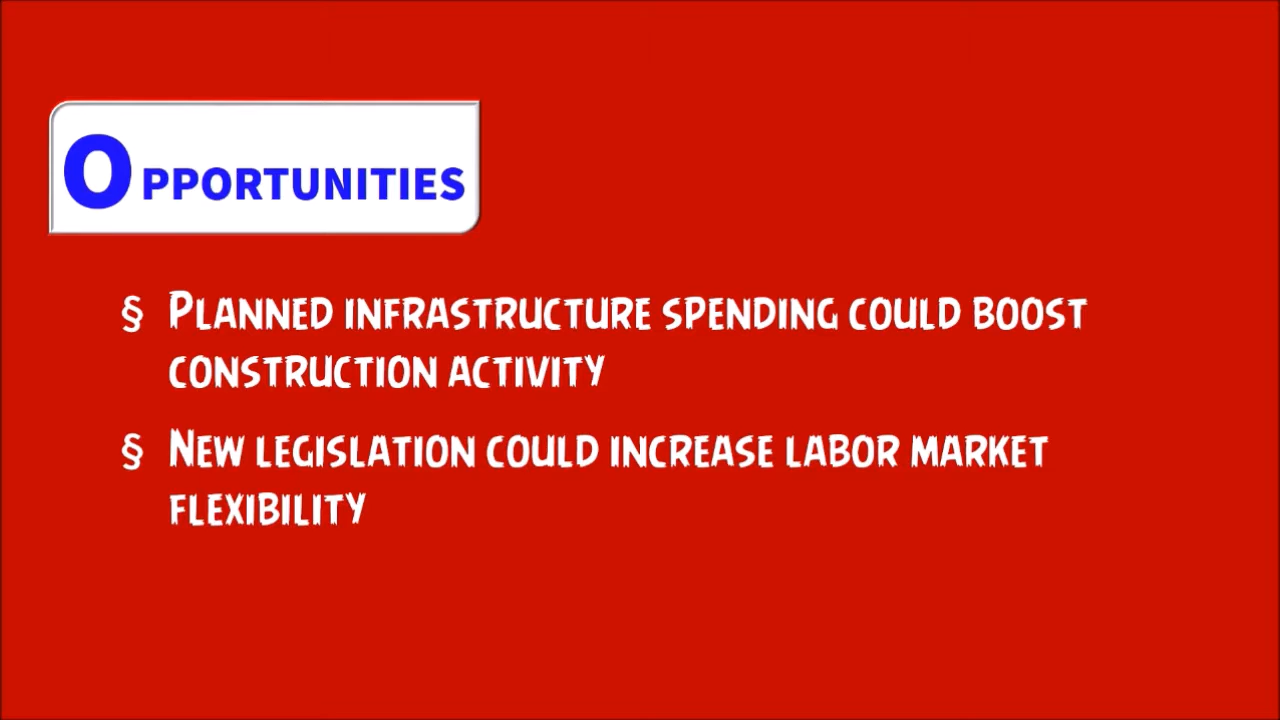 OPPORTUNITIES
§ PLANNED INFRASTRUCTURE SPENDING COULD BOOST
CONSTRUCTION ACTIVITY
§ NEW LEGISLATION COULD INCREASE LABOR MARKET
FLEXIBILITY